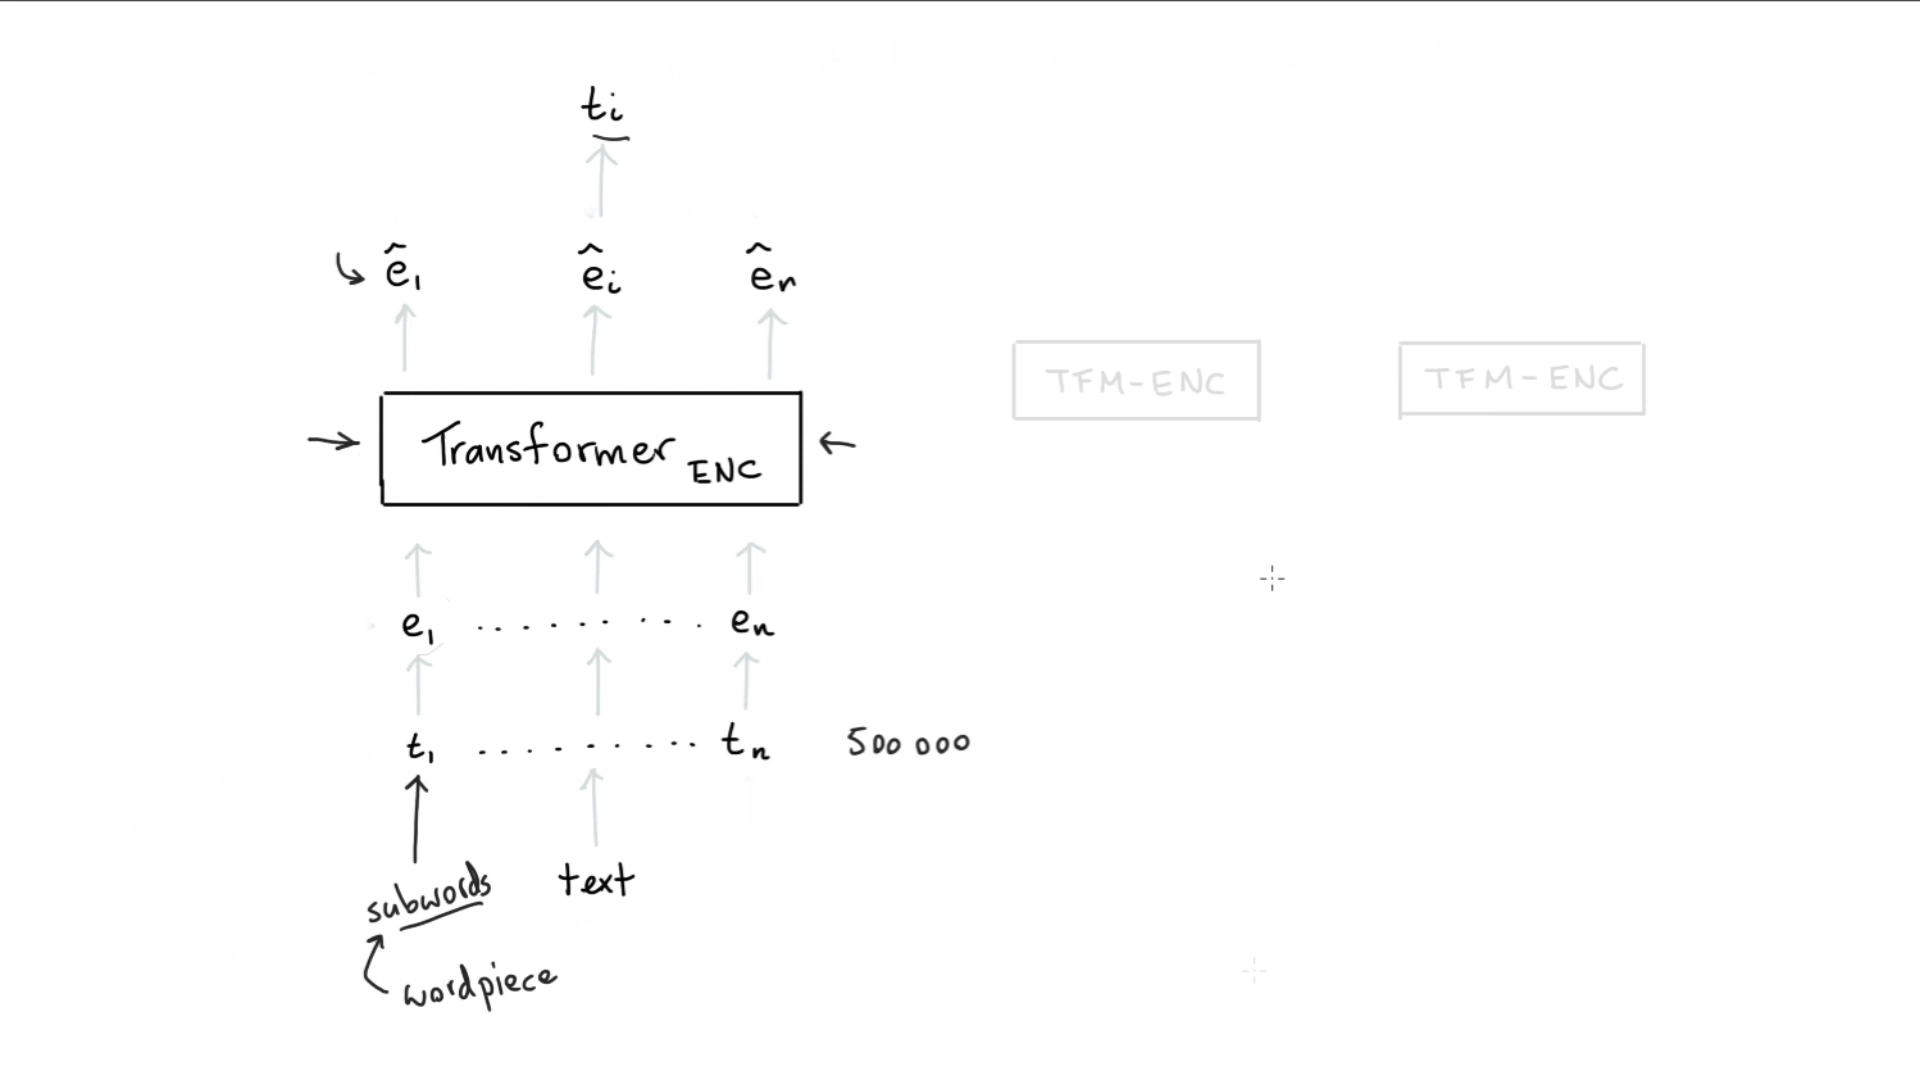 tᵢ
ê₁ êᵢ êₙ
TFM-ENC TFM-ENC
Transformer ENC
e₁ ......... eₙ
t₁ ......... tₙ 500 000
subwords text
wordpiece